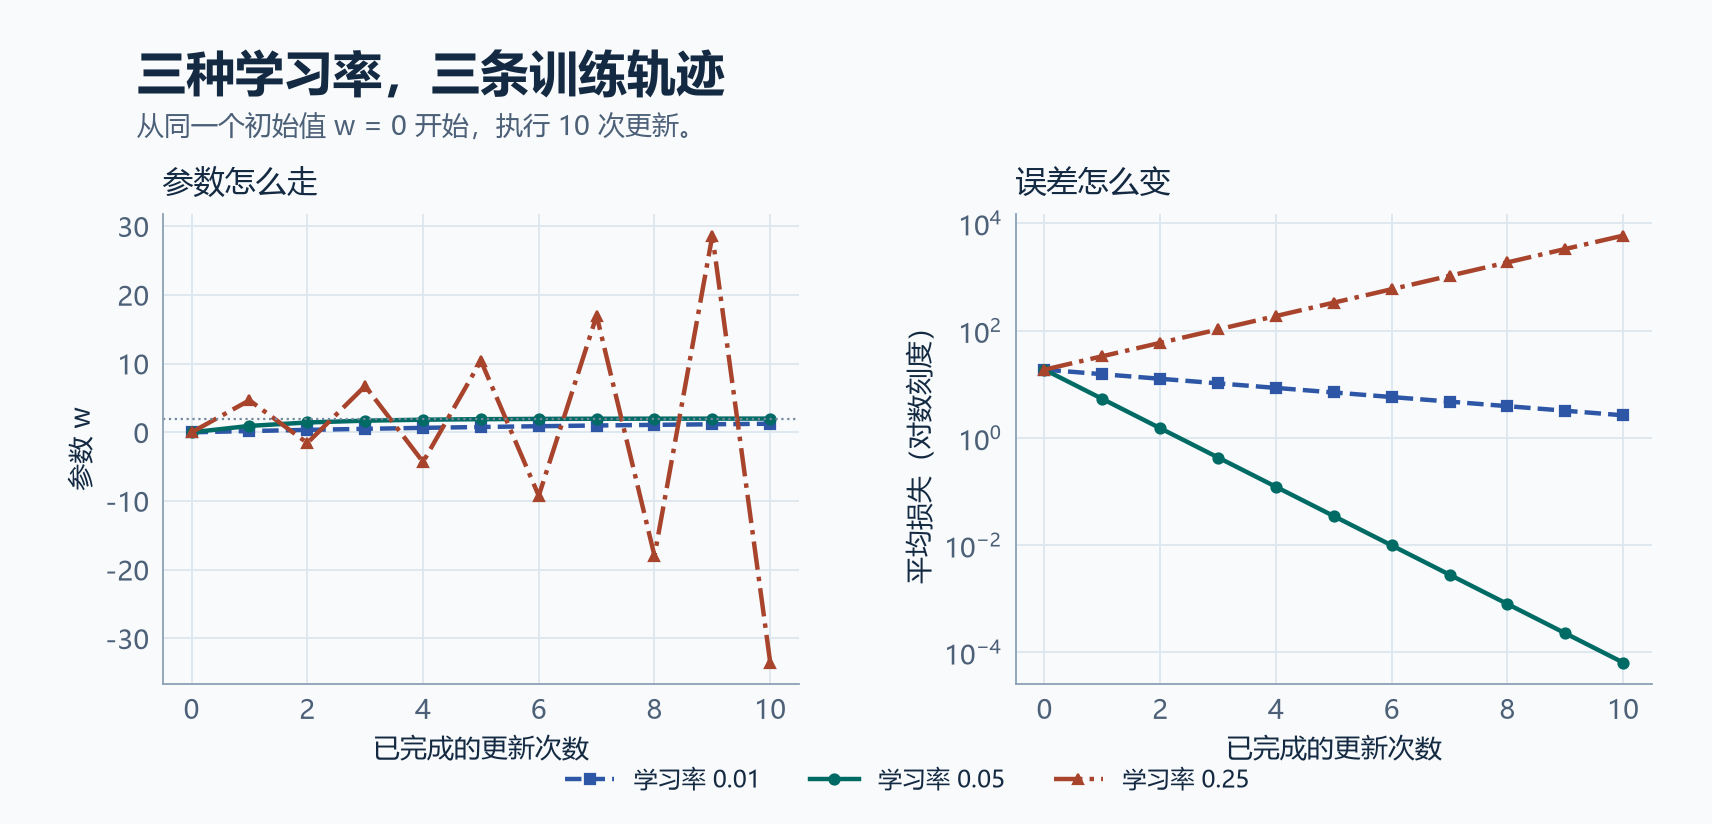 三种学习率，三条训练轨迹
从同一个初始值 w = 0 开始，执行 10 次更新。
参数怎么走
30
20
10
0
-10
-20
-30
参数 w
0 2 4 6 8 10
已完成的更新次数
误差怎么变
10⁴
10²
10⁰
10⁻²
10⁻⁴
平均损失（对数刻度）
0 2 4 6 8 10
已完成的更新次数
学习率 0.01 学习率 0.05 学习率 0.25